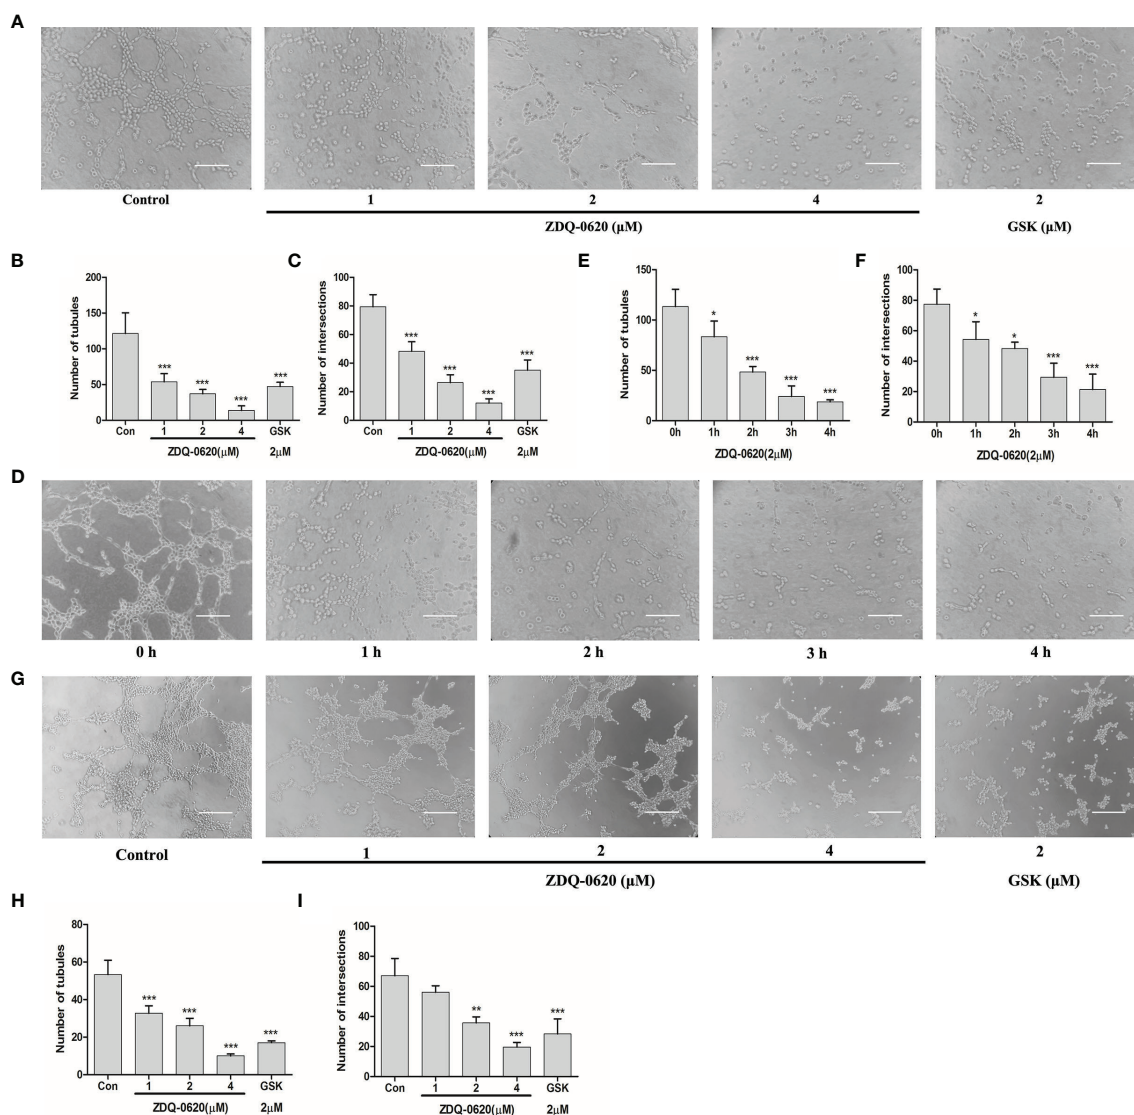 A
Control
1
2
4
2
ZDQ-0620 (μM)
GSK (μM)
B
Number of tubules
200
150
100
50
0
***
***
***
***
Con
1
2
4
GSK
ZDQ-0620(μM)
2μM
C
Number of intersections
100
80
60
40
20
0
***
***
***
***
Con
1
2
4
GSK
ZDQ-0620(μM)
2μM
E
Number of tubules
150
100
50
0
*
***
***
***
0h
1h
2h
3h
4h
ZDQ-0620(2μM)
F
Number of intersections
100
80
60
40
20
0
*
*
***
***
0h
1h
2h
3h
4h
ZDQ-0620(2μM)
D
0 h
1 h
2 h
3 h
4 h
G
Control
1
2
4
2
ZDQ-0620 (μM)
GSK (μM)
H
Number of tubules
80
60
40
20
0
***
***
***
***
Con
1
2
4
GSK
ZDQ-0620(μM)
2μM
I
Number of intersections
100
80
60
40
20
0
**
***
***
Con
1
2
4
GSK
ZDQ-0620(μM)
2μM